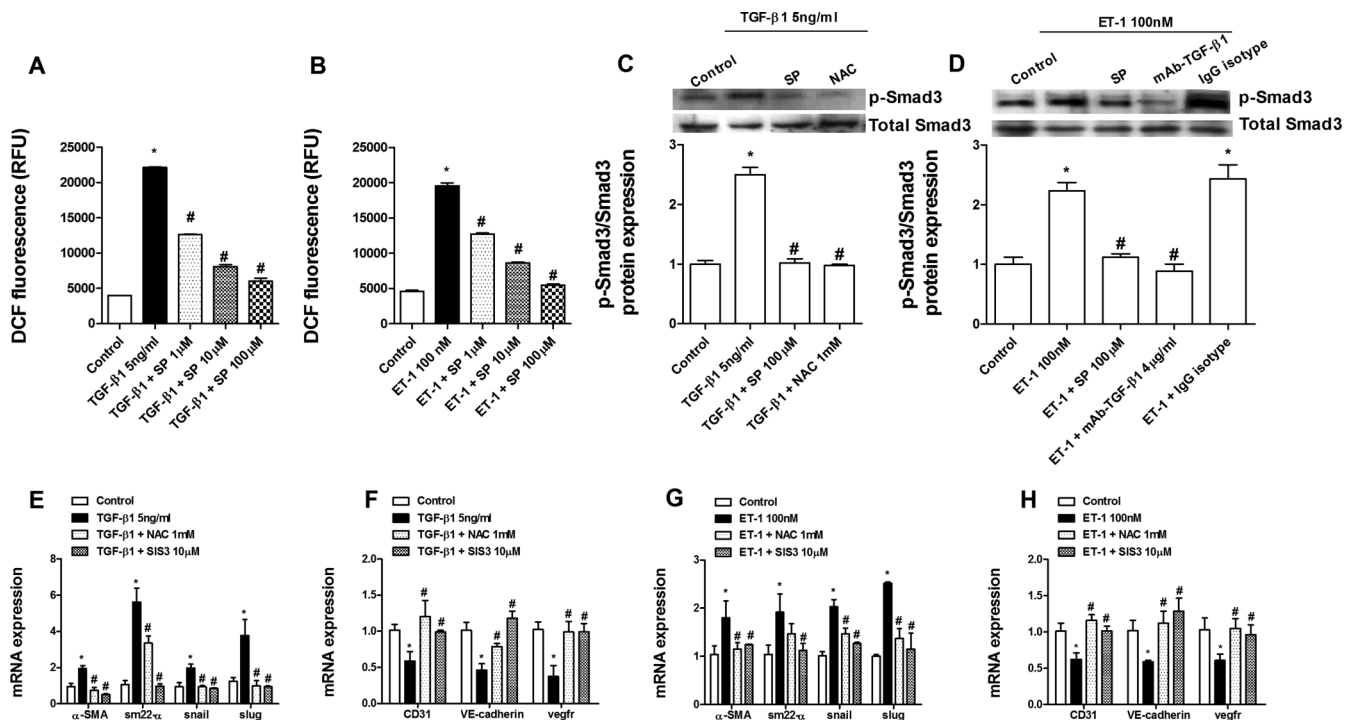 TGF-β1 5ng/ml
ET-1 100nM
A
B
C
D
Control
SP
NAC
Control
SP
mAb-TGF-β1
IgG isotype
p-Smad3
Total Smad3
p-Smad3
Total Smad3
DCF fluorescence (RFU)
25000
20000
15000
10000
5000
0
*
#
#
#
Control
TGF-β1 5ng/ml
TGF-β1 + SP 1μM
TGF-β1 + SP 10μM
TGF-β1 + SP 100μM
DCF fluorescence (RFU)
25000
20000
15000
10000
5000
0
*
#
#
#
Control
ET-1 100 nM
ET-1 + SP 1μM
ET-1 + SP 10μM
ET-1 + SP 100μM
p-Smad3/Smad3
protein expression
3
2
1
0
*
#
#
Control
TGF-β1 5ng/ml
TGF-β1 + SP 100μM
TGF-β1 + NAC 1mM
p-Smad3/Smad3
protein expression
3
2
1
0
*
#
#
*
Control
ET-1 100nM
ET-1 + SP 100μM
ET-1 + mAb-TGF-β1 4μg/ml
ET-1 + IgG isotype
E
Control
TGF-β1 5ng/ml
TGF-β1 + NAC 1mM
TGF-β1 + SIS3 10μM
mRNA expression
8
6
4
2
0
*
#
#
*
#
#
*
#
#
*
#
#
α-SMA
sm22-α
snail
slug
F
Control
TGF-β1 5ng/ml
TGF-β1 + NAC 1mM
TGF-β1 + SIS3 10μM
mRNA expression
2.0
1.5
1.0
0.5
0.0
*
#
#
*
#
#
*
#
#
CD31
VE-cadherin
vegfr
G
Control
ET-1 100nM
ET-1 + NAC 1mM
ET-1 + SIS3 10μM
mRNA expression
3
2
1
0
*
#
#
*
#
*
#
#
*
#
#
α-SMA
sm22-α
snail
slug
H
Control
ET-1 100nM
ET-1 + NAC 1mM
ET-1 + SIS3 10μM
mRNA expression
2.0
1.5
1.0
0.5
0.0
*
#
#
*
#
#
*
#
#
CD31
VE-cadherin
vegfr